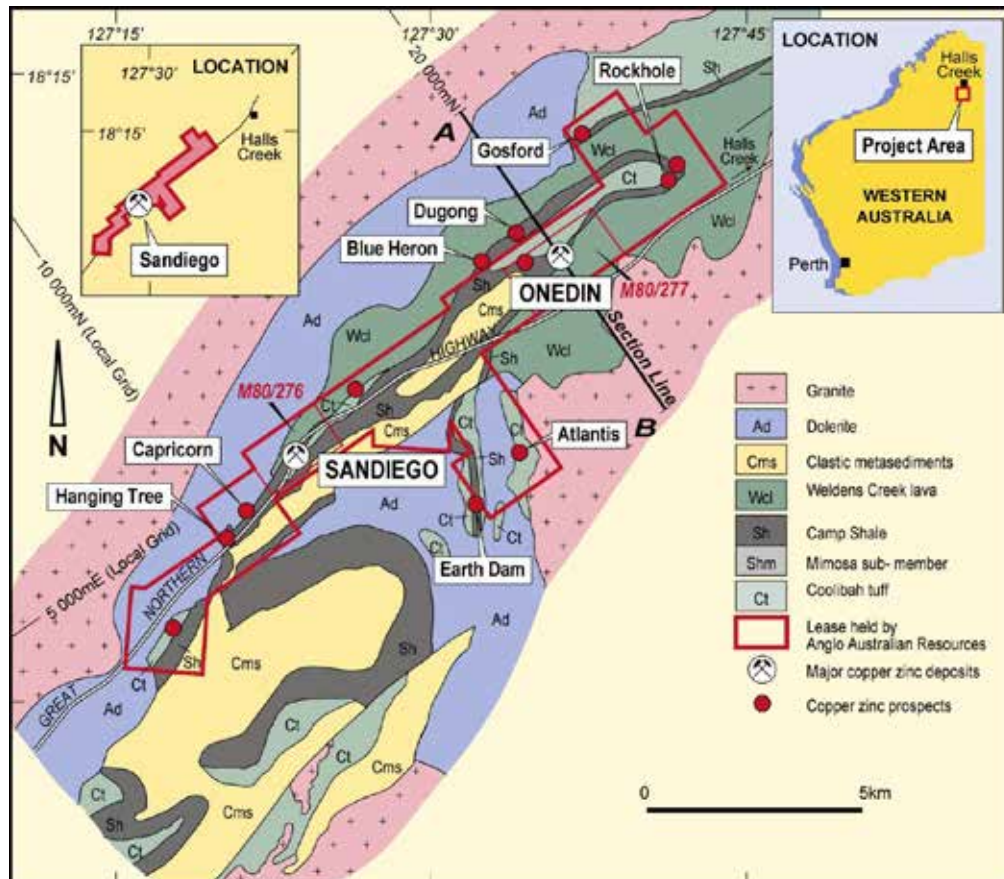 127°15'
127°30'
127°45'
18°15'
127°30'
LOCATION
18°15'
Halls
Creek
Sandiego
20 000mN
A
Ad
Sh
Rockhole
Gosford
Wcl
Ct
Halls
Creek
Dugong
Blue Heron
Wcl
LOCATION
Halls
Creek
Project Area
WESTERN
AUSTRALIA
Perth
10 000mN (Local Grid)
Sh
ONEDIN
M80/277
Cms
Ad
Wcl
HIGHWAY
Sh
Wcl
Section Line
N
M80/276
Ct
Sh
Cms
Ct
Ct
Atlantis
B
Sh
Capricorn
SANDIEGO
Hanging Tree
Ad
Ct
Ct
Ct
Ct
Earth Dam
5 000mE (Local Grid)
NORTHERN
Ad
Sh
Cms
Sh
Ct
GREAT
Ad
Ct
Ct
Cms
Ct
Sh
Cms
Ct
Granite
Ad
Dolente
Cms
Clastic metasediments
Wcl
Weldens Creek lava
Sh
Camp Shale
Shm
Mimosa sub- member
Ct
Coolibah tuff
Lease held by
Anglo Australian Resources
Major copper zinc deposits
Copper zinc prospects
0
5km